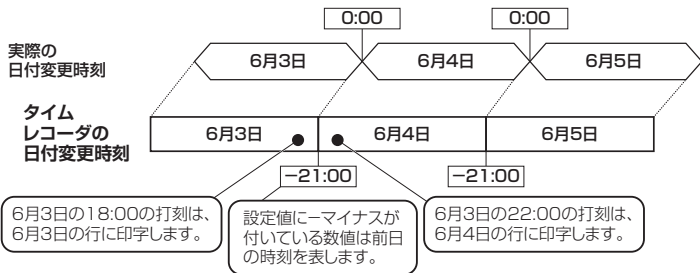 0:00
0:00
実際の
日付変更時刻
6月3日
6月4日
6月5日
タイム
レコーダの
日付変更時刻
6月3日
6月4日
6月5日
−21:00
−21:00
6月3日の18:00の打刻は、
6月3日の行に印字します。
設定値に−マイナスが
付いている数値は前日
の時刻を表します。
6月3日の22:00の打刻は、
6月4日の行に印字します。